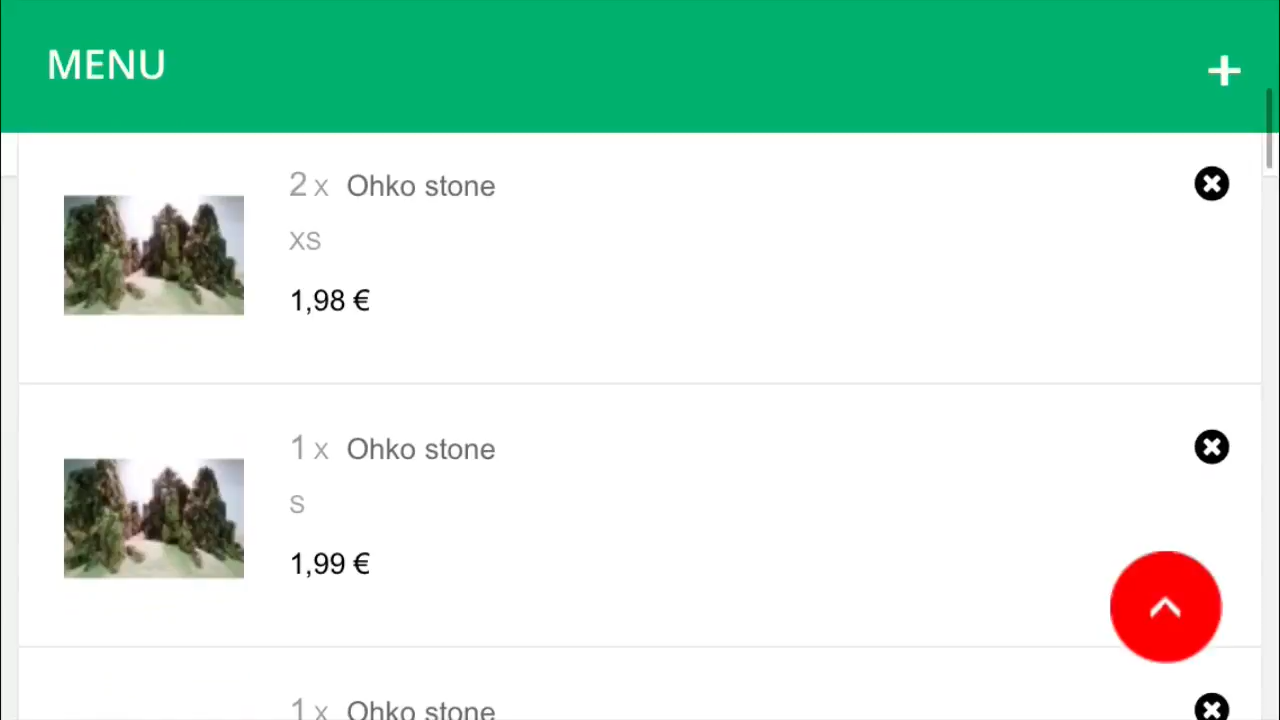 MENU
+
2 x Ohko stone
XS
1,98 €
1 x Ohko stone
S
1,99 €
1 x Ohko stone